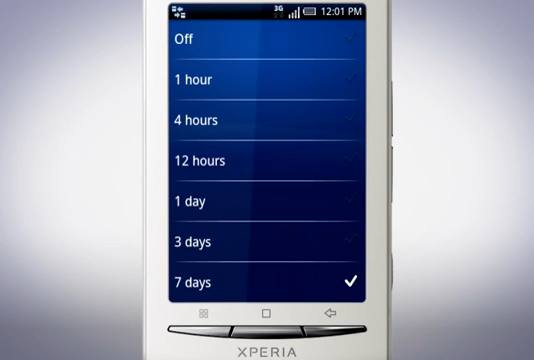 3G 12:01 PM
Off
1 hour
4 hours
12 hours
1 day
3 days
7 days
XPERIA